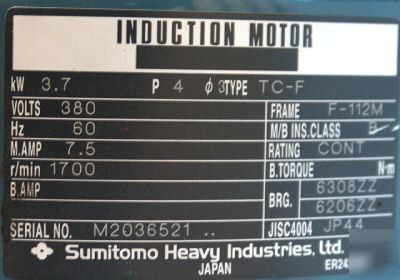 INDUCTION MOTOR
kW 3.7 P 4 ϕ 3 TYPE TC-F
VOLTS 380 FRAME F-112M
Hz 60 M/B INS.CLASS B
M.AMP 7.5 RATING CONT
r/min 1700 B.TORQUE N·m
B.AMP BRG. 6308ZZ
6206ZZ
SERIAL NO. M2036521 .. JISC4004 JP44
Sumitomo Heavy Industries, Ltd.
JAPAN